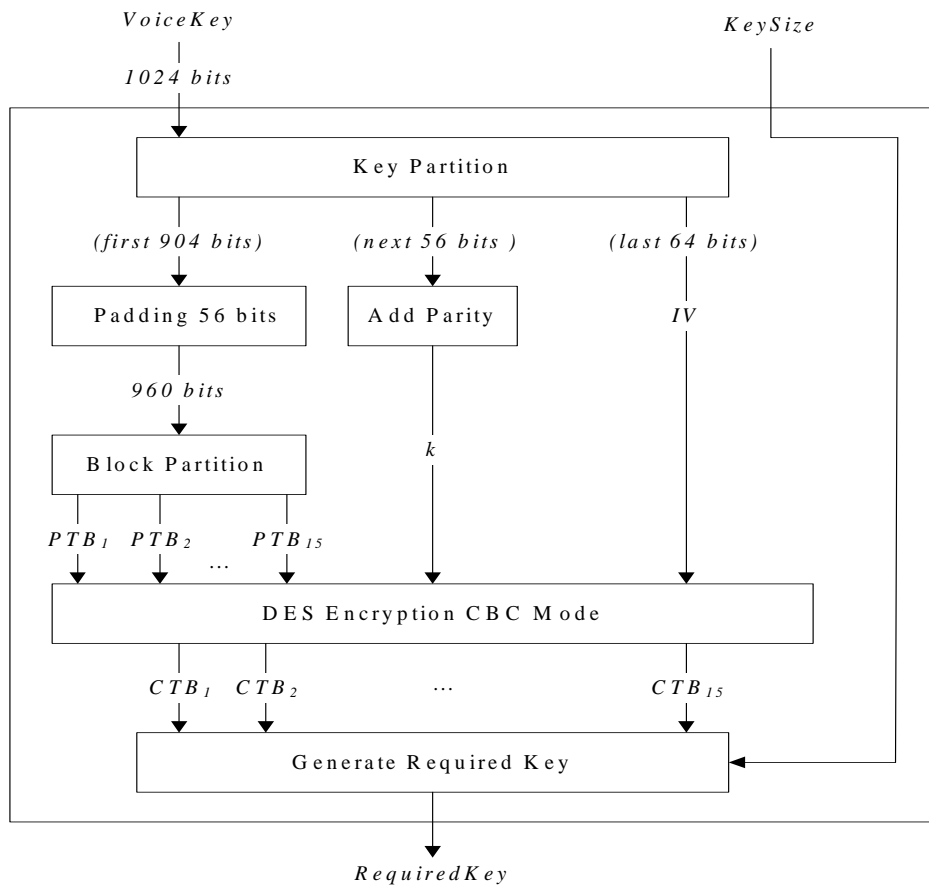 VoiceKey
KeySize
1024 bits
Key Partition
(first 904 bits)
(next 56 bits )
(last 64 bits)
Padding 56 bits
Add Parity
IV
960 bits
Block Partition
k
PTB1 PTB2 ... PTB15
DES Encryption CBC Mode
CTB1 CTB2 ... CTB15
Generate Required Key
RequiredKey